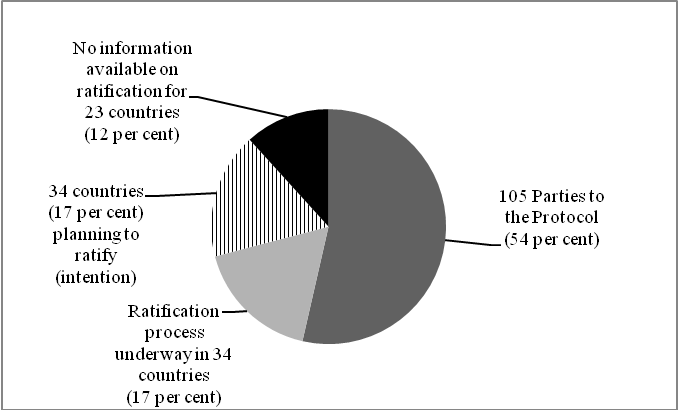 No information
available on
ratification for
23 countries
(12 per cent)
34 countries
(17 per cent)
planning to
ratify
(intention)
Ratification
process
underway in 34
countries
(17 per cent)
105 Parties to
the Protocol
(54 per cent)